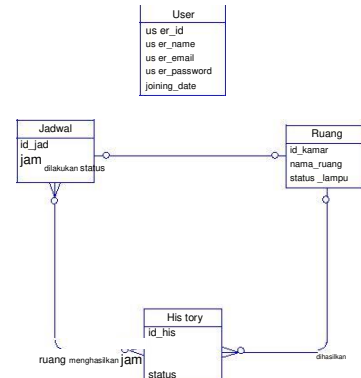 User
us er_id
us er_name
us er_email
us er_password
joining_date
Jadwal
id_jad
jam
dilakukan status
Ruang
id_kamar
nama_ruang
status _lampu
His tory
id_his
ruang menghasilkan jam
status
dihasilkan